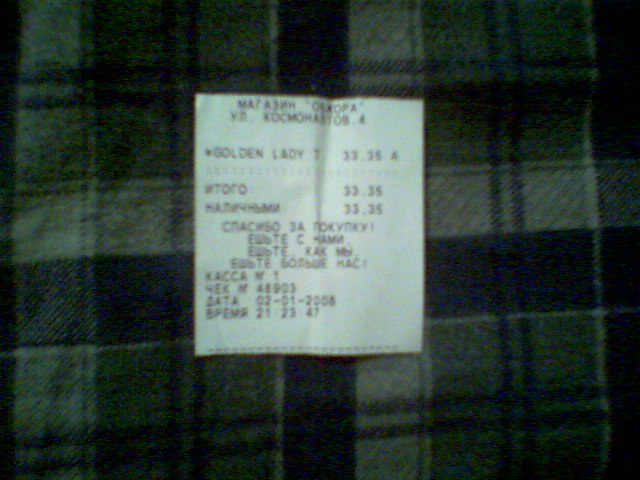 МАГАЗИН "ОБЖОРА"
УЛ. КОСМОНАВТОВ,4
*GOLDEN LADY T 33.35 А
ИТОГО: 33.35
НАЛИЧНЫМИ: 33.35
СПАСИБО ЗА ПОКУПКУ!
ЕШЬТЕ С НАМИ,
ЕШЬТЕ, КАК МЫ,
ЕШЬТЕ БОЛЬШЕ НАС!
КАССА № 1
ЧЕК № 46903
ДАТА 02-01-2008
ВРЕМЯ 21:23:47